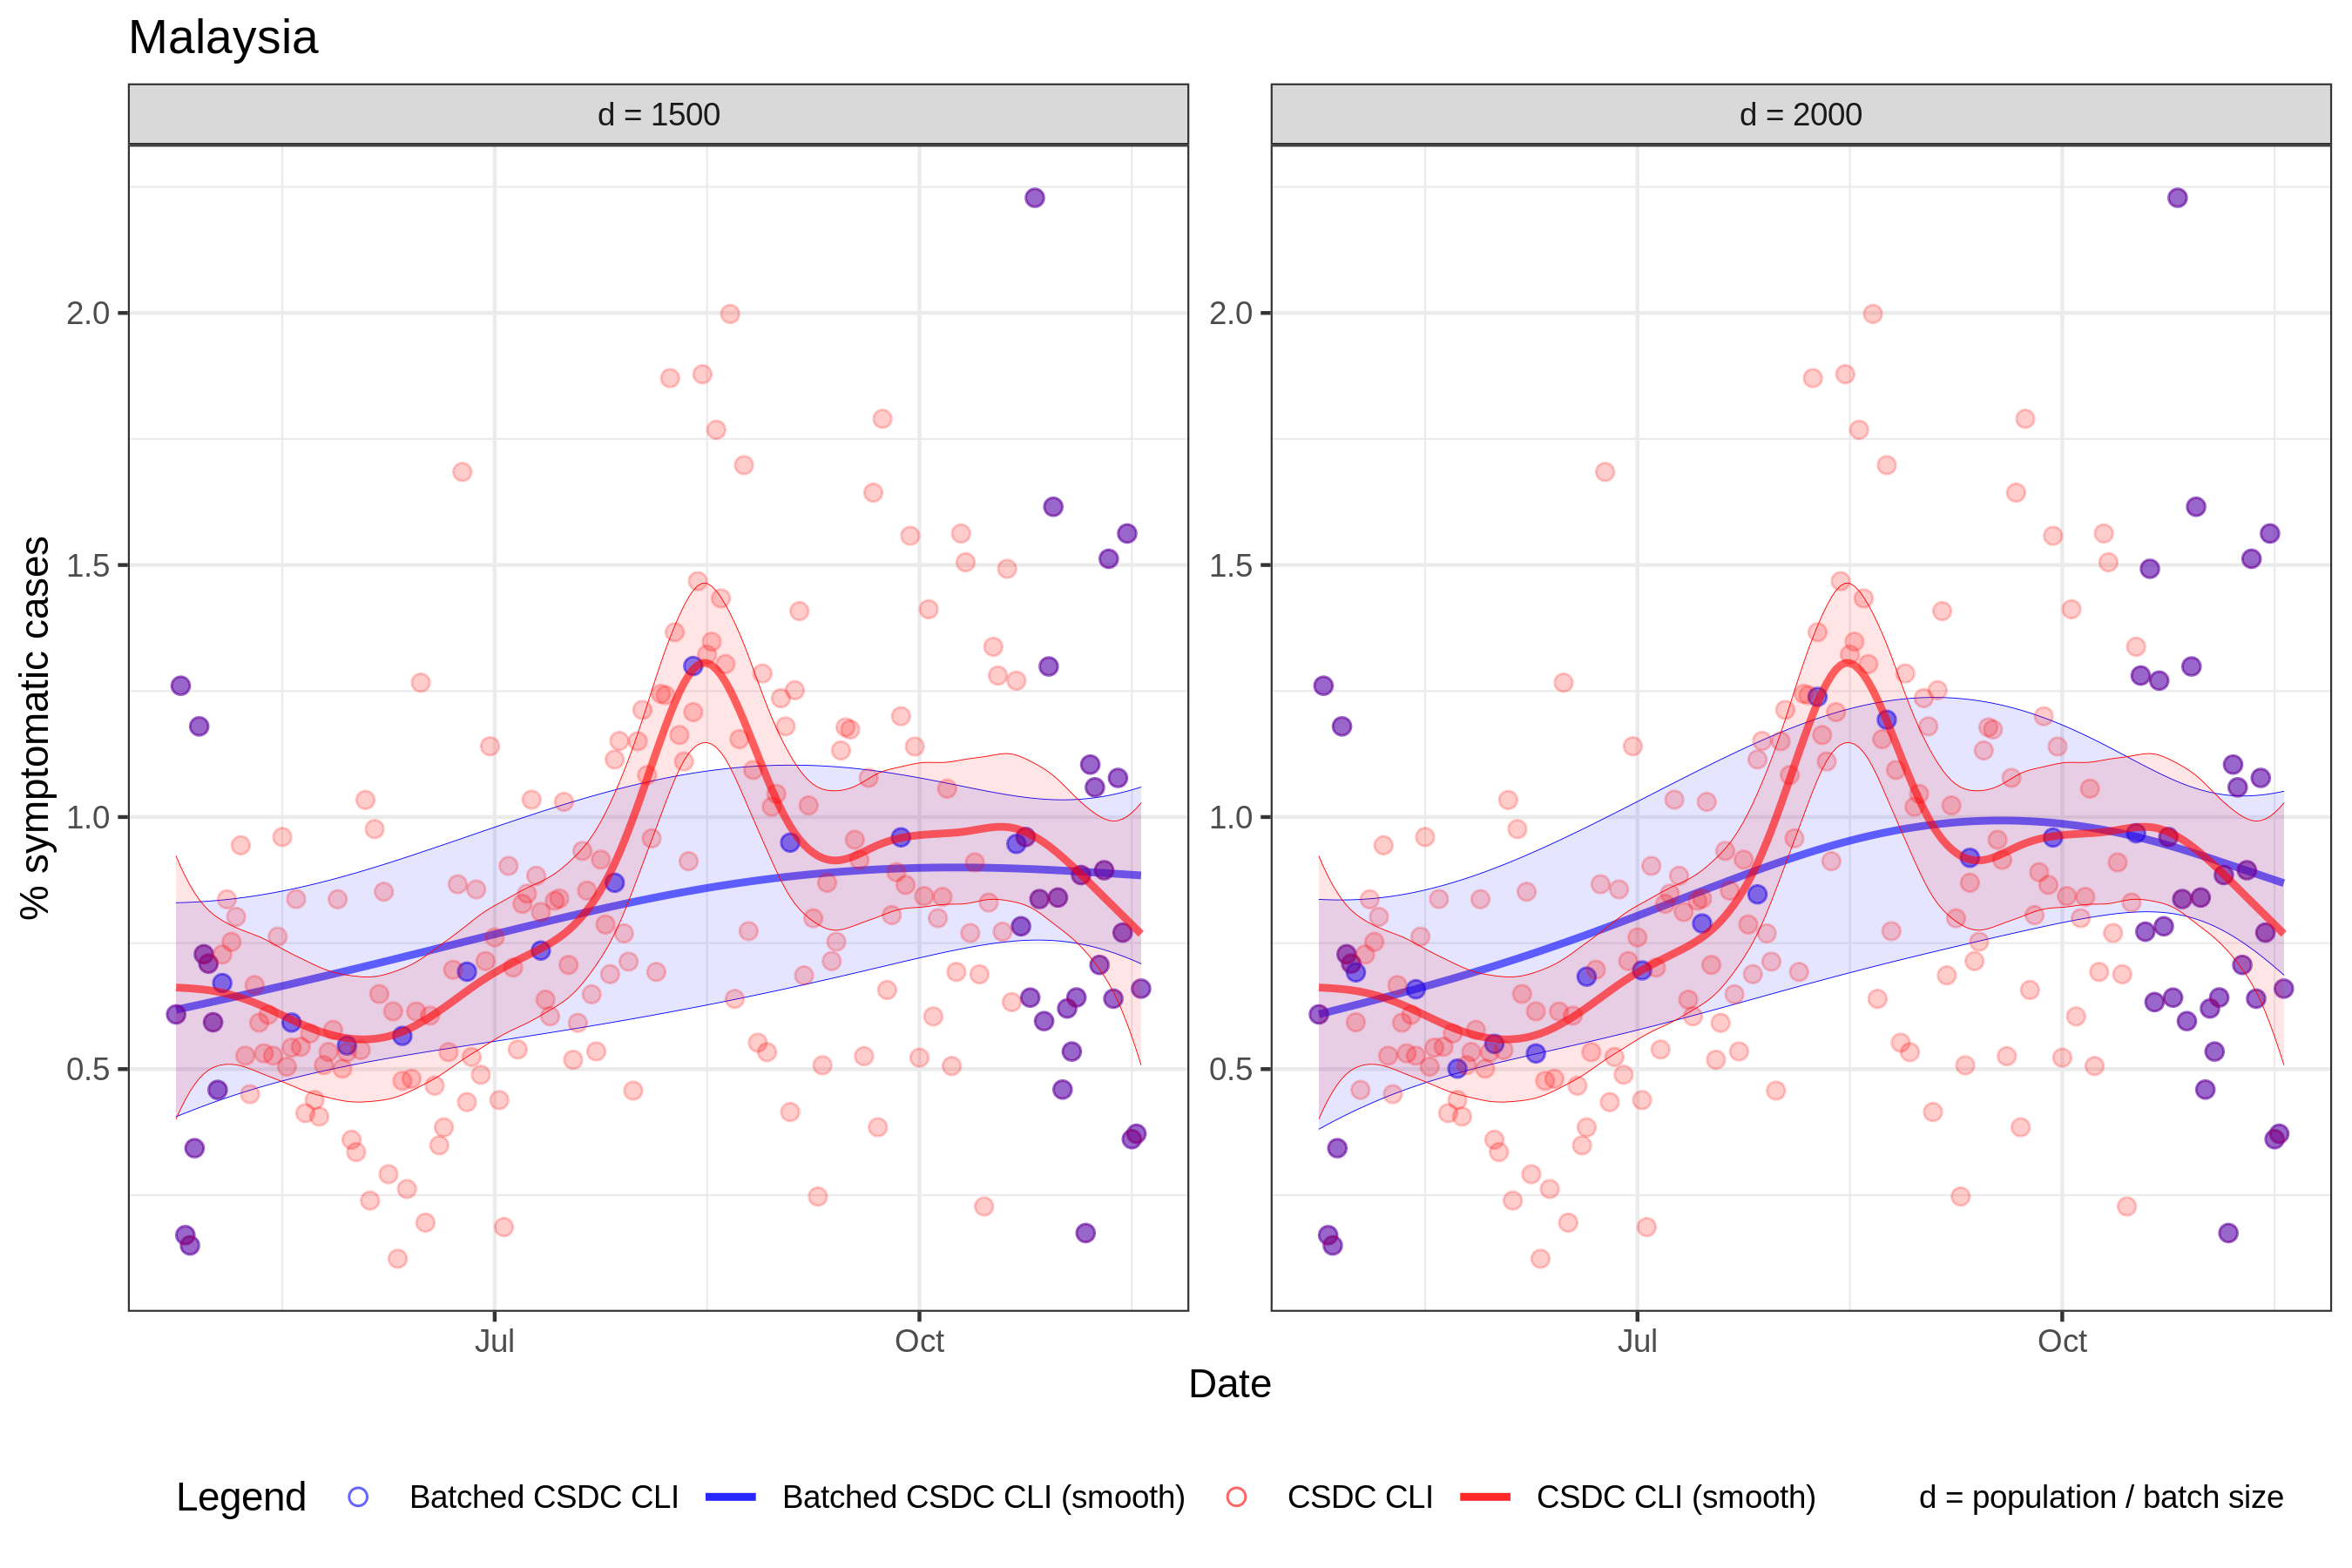 Malaysia
d = 1500
d = 2000
% symptomatic cases
2.0
1.5
1.0
0.5
2.0
1.5
1.0
0.5
Jul
Oct
Jul
Oct
Date
Legend
Batched CSDC CLI
Batched CSDC CLI (smooth)
CSDC CLI
CSDC CLI (smooth)
d = population / batch size